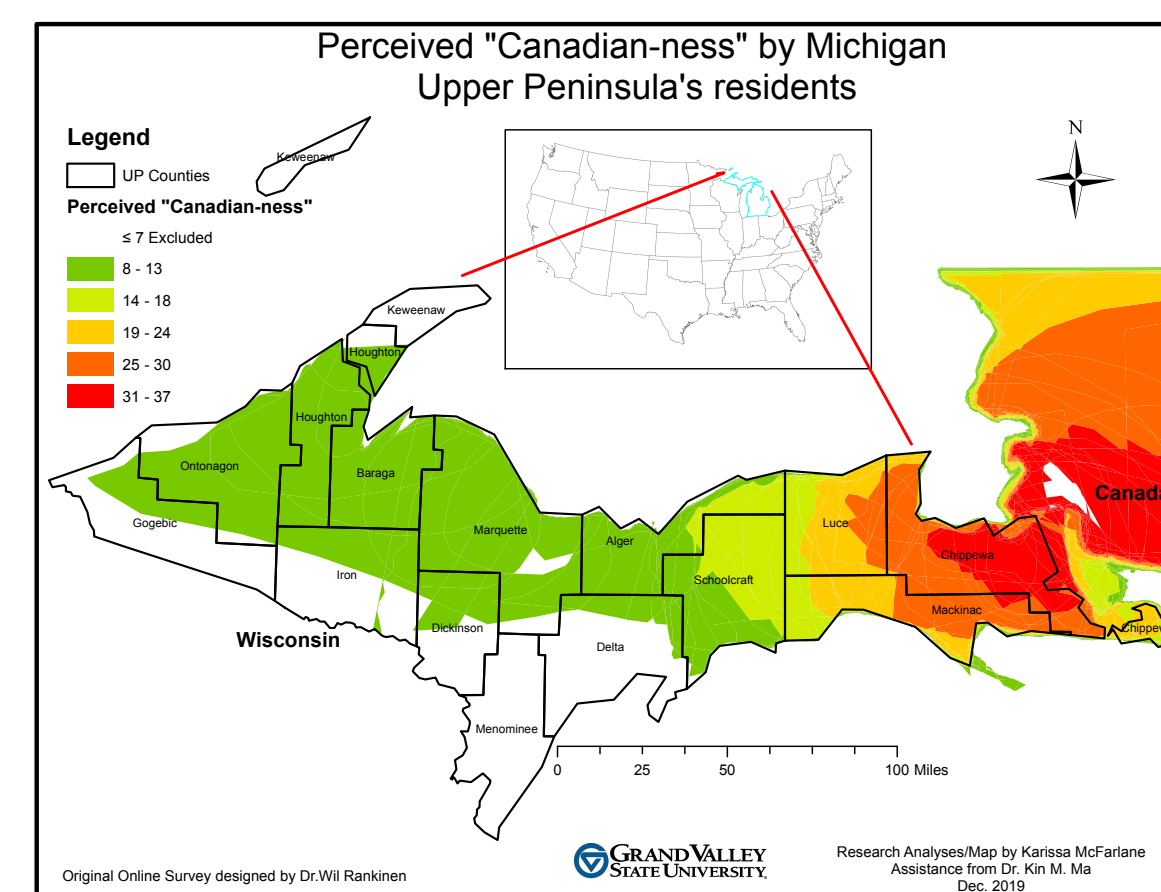 Perceived "Canadian-ness" by Michigan
Upper Peninsula's residents
Legend
UP Counties
Perceived "Canadian-ness"
≤ 7 Excluded
8 - 13
14 - 18
19 - 24
25 - 30
31 - 37
N
Keweenaw
Keweenaw
Houghton
Houghton
Ontonagon
Baraga
Gogebic
Marquette
Alger
Luce
Chippewa
Canada
Iron
Schoolcraft
Mackinac
Chippew
Wisconsin
Dickinson
Delta
Menominee
0 25 50 100 Miles
Original Online Survey designed by Dr.Wil Rankinen
GRAND VALLEY
STATE UNIVERSITY.
Research Analyses/Map by Karissa McFarlane
Assistance from Dr. Kin M. Ma
Dec. 2019